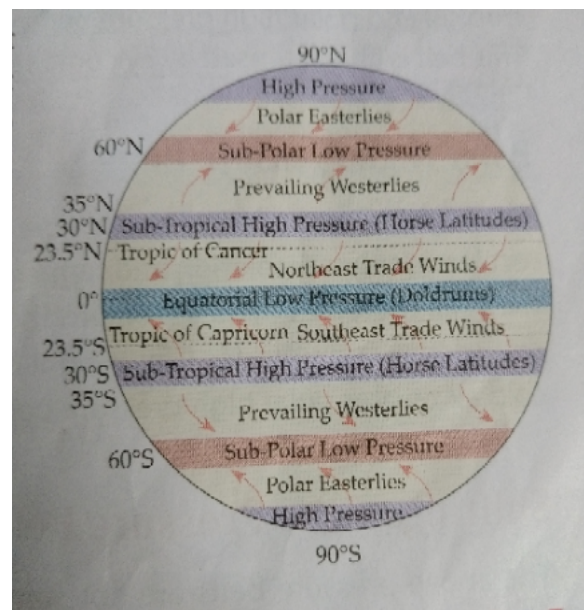 90°N
High Pressure
Polar Easterlies
60°N
Sub-Polar Low Pressure
Prevailing Westerlies
35°N
30°N Sub-Tropical High Pressure (Horse Latitudes)
23.5°N Tropic of Cancer
Northeast Trade Winds
0° Equatorial Low Pressure (Doldrums)
Tropic of Capricorn Southeast Trade Winds
23.5°S
30°S Sub-Tropical High Pressure (Horse Latitudes)
35°S
Prevailing Westerlies
60°S Sub-Polar Low Pressure
Polar Easterlies
High Pressure
90°S